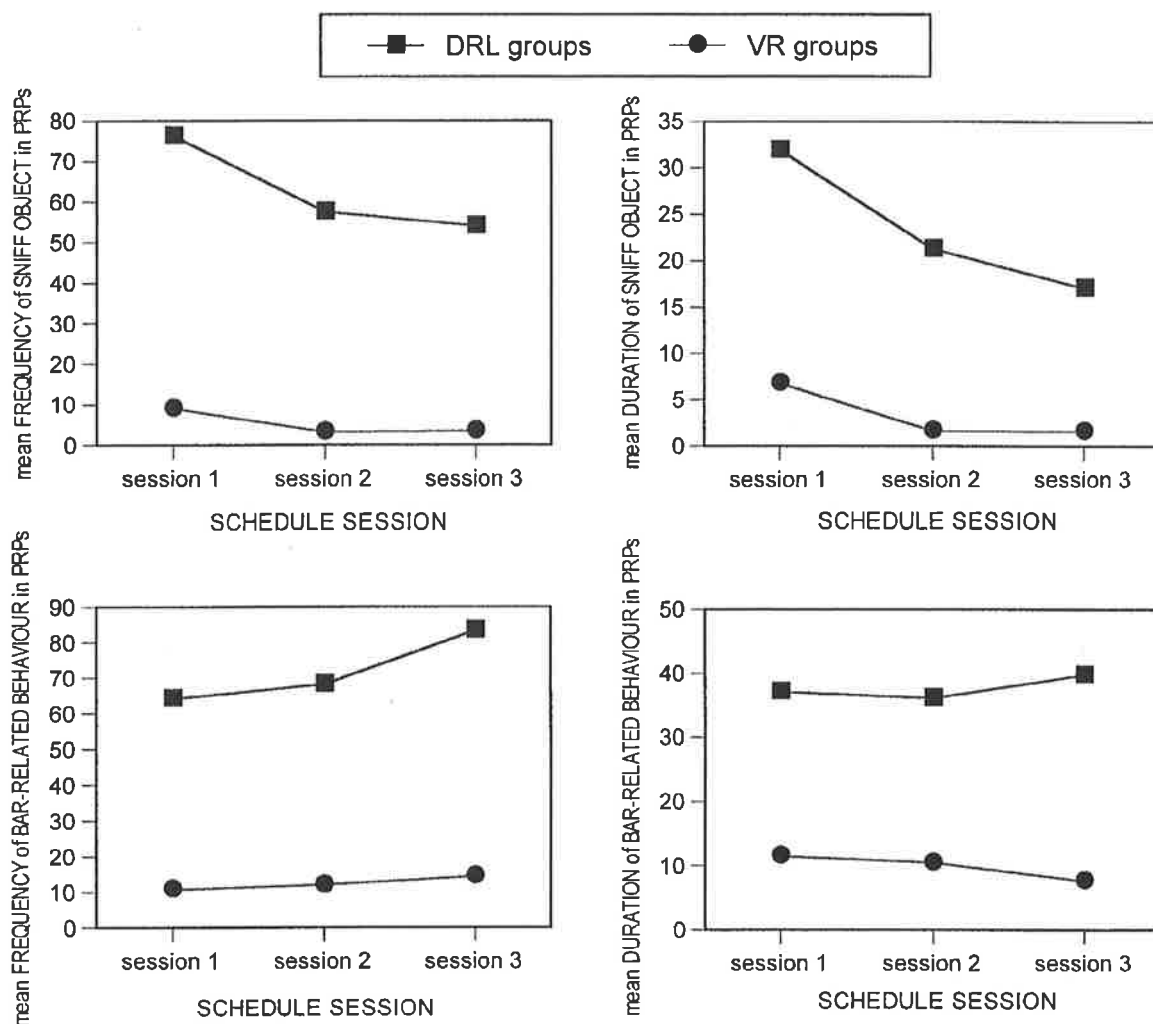 DRL groups VR groups
mean FREQUENCY of SNIFF OBJECT in PRPs
80
70
60
50
40
30
20
10
0
session 1 session 2 session 3
SCHEDULE SESSION
mean DURATION of SNIFF OBJECT in PRPs
35
30
25
20
15
10
5
0
session 1 session 2 session 3
SCHEDULE SESSION
mean FREQUENCY of BAR-RELATED BEHAVIOUR in PRPs
90
80
70
60
50
40
30
20
10
0
session 1 session 2 session 3
SCHEDULE SESSION
mean DURATION of BAR-RELATED BEHAVIOUR in PRPs
50
40
30
20
10
0
session 1 session 2 session 3
SCHEDULE SESSION